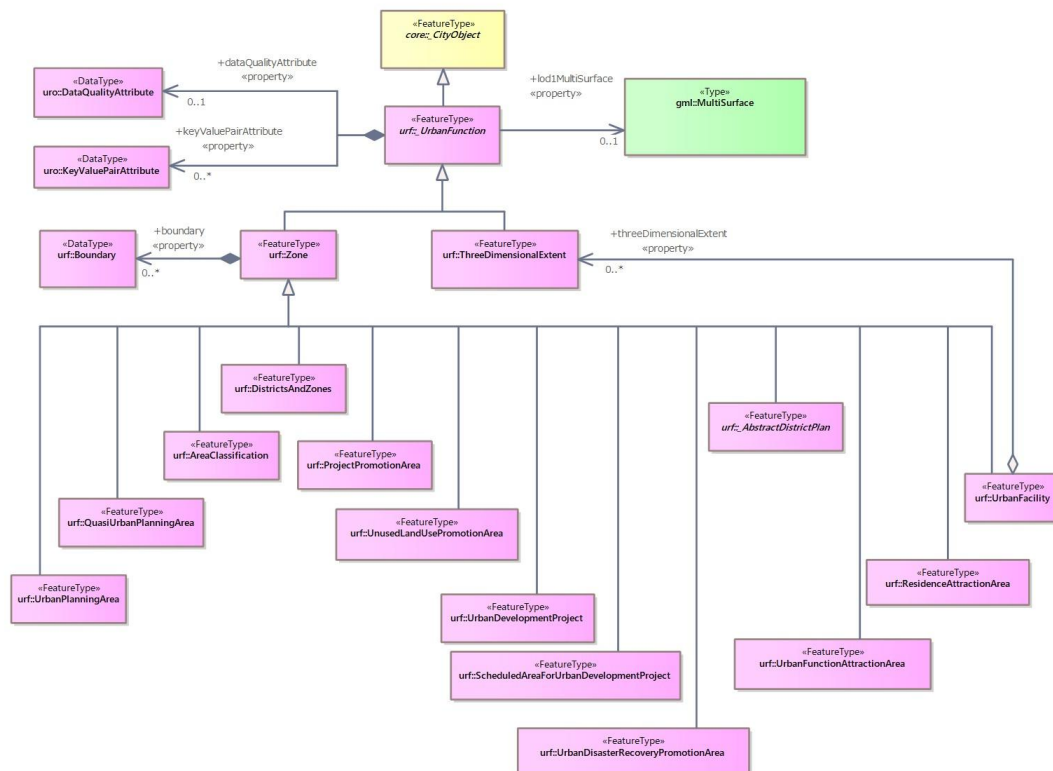 «FeatureType»
core::_CityObject
+dataQualityAttribute
«property»
«DataType»
uro::DataQualityAttribute
0..1
+lod1MultiSurface
«property»
0..1
«Type»
gml::MultiSurface
«FeatureType»
urf::_UrbanFunction
+keyValuePairAttribute
«property»
«DataType»
uro::KeyValuePairAttribute
0..*
«DataType»
urf::Boundary
+boundary
«property»
0..*
«FeatureType»
urf::Zone
«FeatureType»
urf::ThreeDimensionalExtent
+threeDimensionalExtent
«property»
0..*
«FeatureType»
urf::DistrictsAndZones
«FeatureType»
urf::_AbstractDistrictPlan
«FeatureType»
urf::AreaClassification
«FeatureType»
urf::ProjectPromotionArea
«FeatureType»
urf::UrbanFacility
«FeatureType»
urf::QuasiUrbanPlanningArea
«FeatureType»
urf::UnusedLandUsePromotionArea
«FeatureType»
urf::ResidenceAttractionArea
«FeatureType»
urf::UrbanPlanningArea
«FeatureType»
urf::UrbanDevelopmentProject
«FeatureType»
urf::UrbanFunctionAttractionArea
«FeatureType»
urf::ScheduledAreaForUrbanDevelopmentProject
«FeatureType»
urf::UrbanDisasterRecoveryPromotionArea